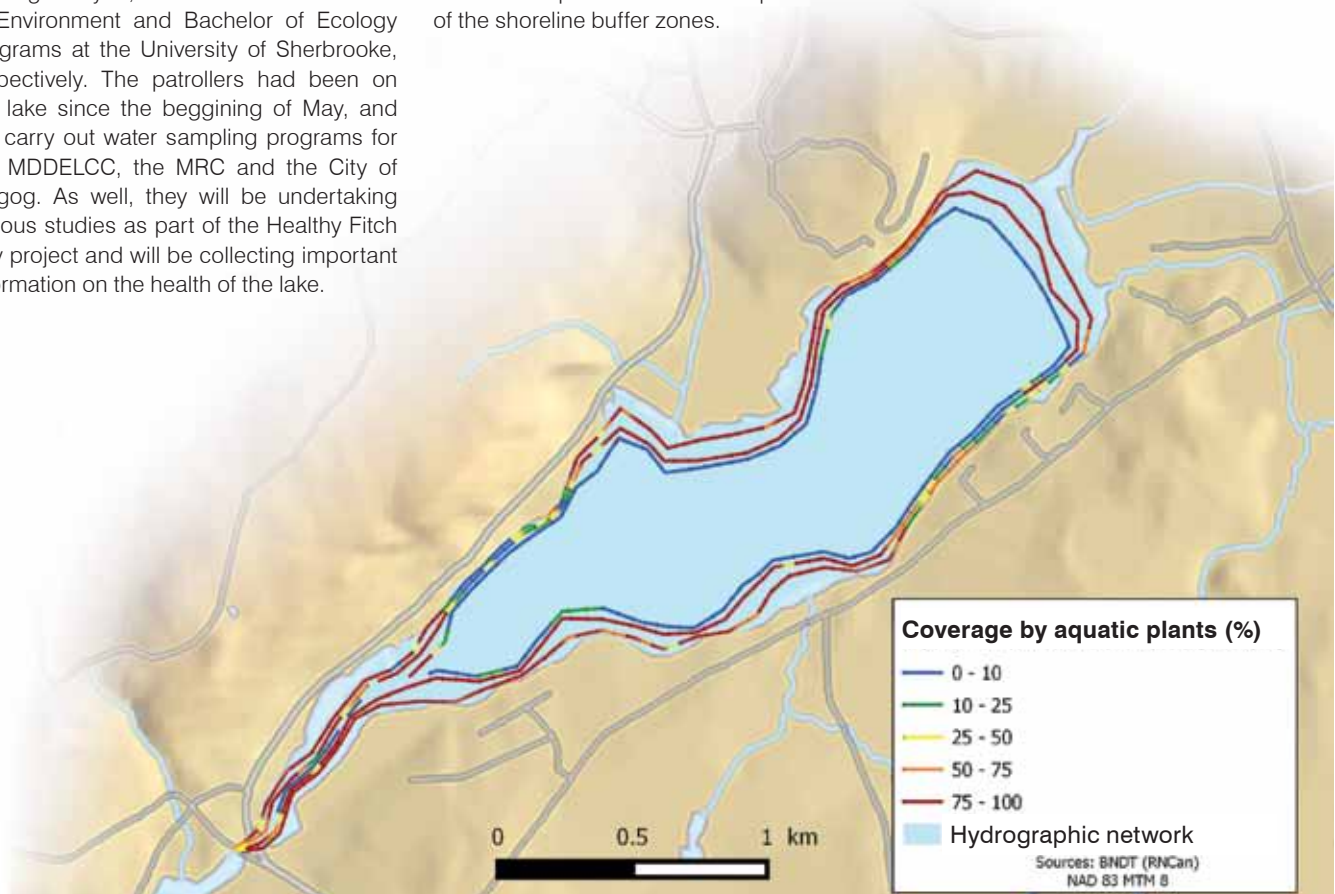 Environment and Bachelor of Ecology
grams at the University of Sherbrooke,
pectively. The patrollers had been on
lake since the beggining of May, and
carry out water sampling programs for
MDDELCC, the MRC and the City of
gog. As well, they will be undertaking
ous studies as part of the Healthy Fitch
y project and will be collecting important
ormation on the health of the lake.
of the shoreline buffer zones.
Coverage by aquatic plants (%)
0 - 10
10 - 25
25 - 50
50 - 75
75 - 100
Hydrographic network
Sources: BNDT (RNCan)
NAD 83 MTM 8
0 0.5 1 km